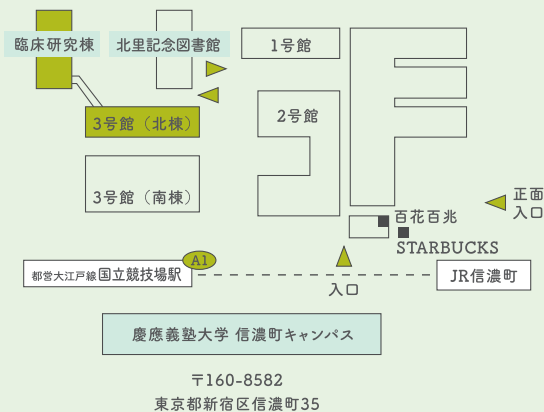 臨床研究棟
北里記念図書館
1号館
2号館
3号館（北棟）
3号館（南棟）
正面
入口
百花百兆
STARBUCKS
A1
都営大江戸線国立競技場駅
入口
JR信濃町
慶應義塾大学 信濃町キャンパス
〒160-8582
東京都新宿区信濃町35